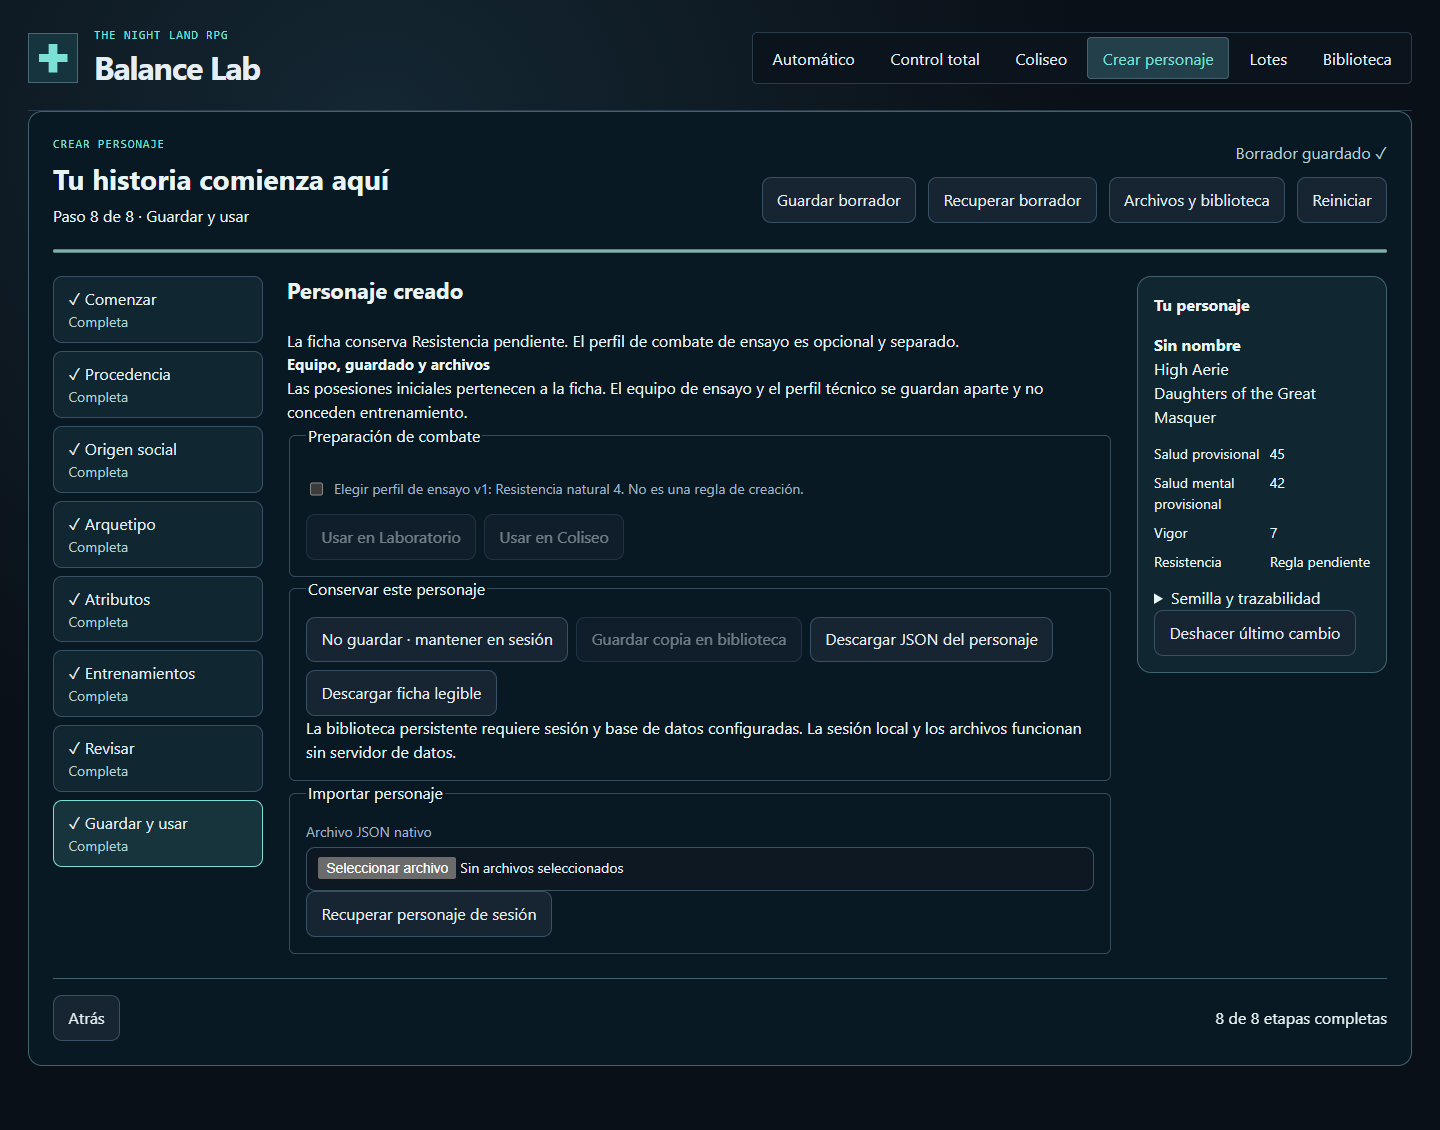 THE NIGHT LAND RPG
Balance Lab
Automático
Control total
Coliseo
Crear personaje
Lotes
Biblioteca
CREAR PERSONAJE
Tu historia comienza aquí
Paso 8 de 8 · Guardar y usar
Borrador guardado ✓
Guardar borrador
Recuperar borrador
Archivos y biblioteca
Reiniciar
✓ Comenzar
Completa
✓ Procedencia
Completa
✓ Origen social
Completa
✓ Arquetipo
Completa
✓ Atributos
Completa
✓ Entrenamientos
Completa
✓ Revisar
Completa
✓ Guardar y usar
Completa
Personaje creado
La ficha conserva Resistencia pendiente. El perfil de combate de ensayo es opcional y separado.
Equipo, guardado y archivos
Las posesiones iniciales pertenecen a la ficha. El equipo de ensayo y el perfil técnico se guardan aparte y no
conceden entrenamiento.
Preparación de combate
Elegir perfil de ensayo v1: Resistencia natural 4. No es una regla de creación.
Usar en Laboratorio
Usar en Coliseo
Conservar este personaje
No guardar · mantener en sesión
Guardar copia en biblioteca
Descargar JSON del personaje
Descargar ficha legible
La biblioteca persistente requiere sesión y base de datos configuradas. La sesión local y los archivos funcionan
sin servidor de datos.
Importar personaje
Archivo JSON nativo
Seleccionar archivo Sin archivos seleccionados
Recuperar personaje de sesión
Tu personaje
Sin nombre
High Aerie
Daughters of the Great
Masquer
Salud provisional 45
Salud mental 42
provisional
Vigor 7
Resistencia Regla pendiente
▶ Semilla y trazabilidad
Deshacer último cambio
Atrás
8 de 8 etapas completas